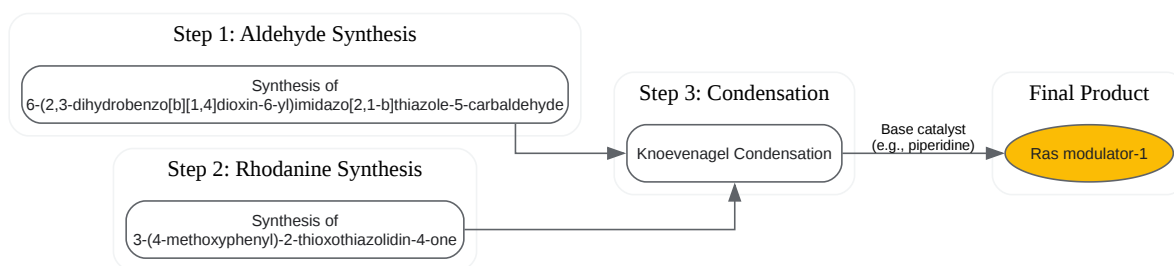 Step 1: Aldehyde Synthesis
Synthesis of
6-(2,3-dihydrobenzo[b][1,4]dioxin-6-yl)imidazo[2,1-b]thiazole-5-carbaldehyde
Step 2: Rhodanine Synthesis
Synthesis of
3-(4-methoxyphenyl)-2-thioxothiazolidin-4-one
Step 3: Condensation
Knoevenagel Condensation
Base catalyst
(e.g., piperidine)
Final Product
Ras modulator-1